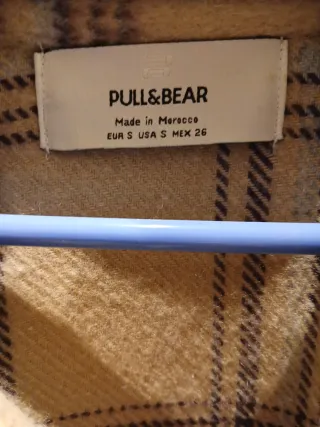 PULL&BEAR
Made in Morocco
EUR S USA S MEX 26